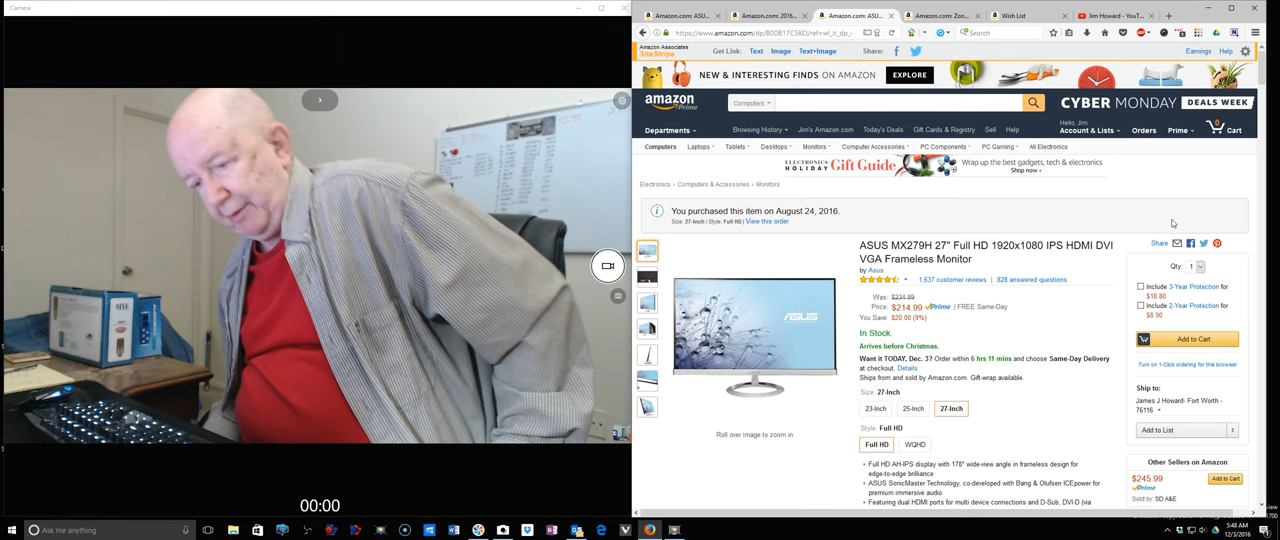 Camera
Amazon.com: ASU...
Amazon.com: 2016...
Amazon.com: ASU...
Amazon.com: Zoo...
Wish List
Jim Howard - YouT...
https://www.amazon.com/dp/B00B17C5KO/ref=wl_it_dp_
Search
Amazon Associates
SiteStripe
Get Link: Text Image Text+Image Share:
Earnings Help
NEW & INTERESTING FINDS ON AMAZON EXPLORE
amazon Prime
Computers
CYBER MONDAY DEALS WEEK
Departments
Browsing History Jim's Amazon.com Today's Deals Gift Cards & Registry Sell Help
Hello, Jim
Account & Lists Orders Prime 0 Cart
Computers Laptops Tablets Desktops Monitors Computer Accessories PC Components PC Gaming All Electronics
ELECTRONICS HOLIDAY Gift Guide Wrap up the best gadgets, tech & electronics
Shop now
Electronics › Computers & Accessories › Monitors
You purchased this item on August 24, 2016.
Size: 27-Inch | Style: Full HD | View this order
ASUS MX279H 27" Full HD 1920x1080 IPS HDMI DVI
VGA Frameless Monitor
by Asus
1,637 customer reviews | 828 answered questions
Was: $234.99
Price: $214.99 Prime | FREE Same-Day
You Save: $20.00 (9%)
In Stock.
Arrives before Christmas.
Want it TODAY, Dec. 3? Order within 6 hrs 11 mins and choose Same-Day Delivery
at checkout. Details
Ships from and sold by Amazon.com. Gift-wrap available.
Size: 27-Inch
23-Inch 25-Inch 27-Inch
Style: Full HD
Full HD WQHD
Full HD AH-IPS display with 178° wide-view angle in frameless design for
edge-to-edge brilliance
ASUS SonicMaster Technology, co-developed with Bang & Olufsen ICEpower for
premium immersive audio
Featuring dual HDMI ports for multi device connections and D-Sub, DVI-D (via
ASUS
Roll over image to zoom in
Share
Qty: 1
Include 3-Year Protection for
$18.80
Include 2-Year Protection for
$8.90
Add to Cart
Turn on 1-Click ordering for this browser
Ship to:
James J Howard- Fort Worth -
76116
Add to List
Other Sellers on Amazon
$245.99 Add to Cart
Prime
Sold by: SD A&E
00:00
Ask me anything
5:48 AM
12/3/2016